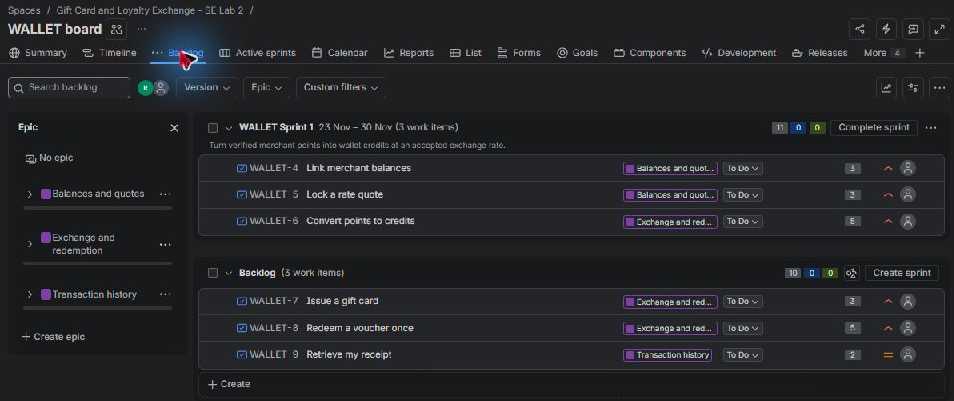 Spaces / Gift Card and Loyalty Exchange - SE Lab 2 /
WALLET board
Summary Timeline Backlog Active sprints Calendar Reports List Forms Goals Components Development Releases More 4
Search backlog R Version Epic Custom filters
Epic
No epic
Balances and quotes
Exchange and
redemption
Transaction history
+ Create epic
WALLET Sprint 1 23 Nov – 30 Nov (3 work items) 11 0 0 Complete sprint
Turn verified merchant points into wallet credits at an accepted exchange rate.
WALLET-4 Link merchant balances Balances and quot... To Do 3
WALLET-5 Lock a rate quote Balances and quot... To Do 3
WALLET-6 Convert points to credits Exchange and red... To Do 5
Backlog (3 work items) 10 0 0 Create sprint
WALLET-7 Issue a gift card Exchange and red... To Do 3
WALLET-8 Redeem a voucher once Exchange and red... To Do 5
WALLET-9 Retrieve my receipt Transaction history To Do 2
+ Create